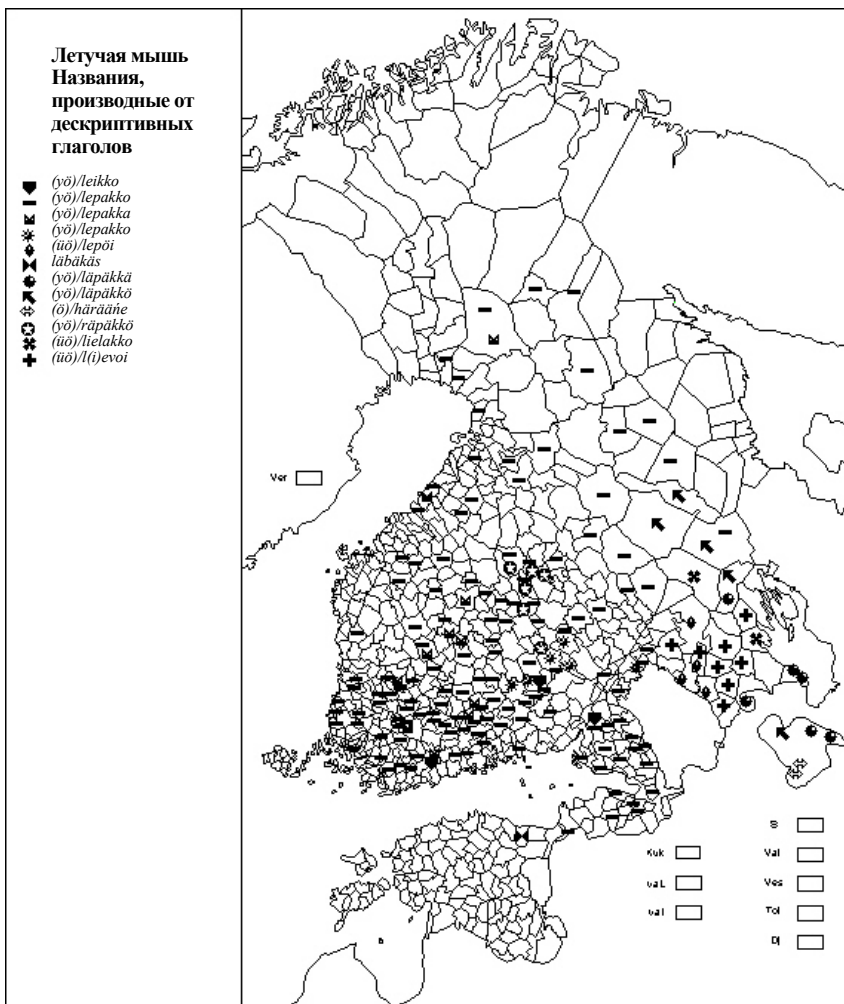 Летучая мышь
Названия,
производные от
дескриптивных
глаголов
(yö)/leikko
(yö)/lepakko
(yö)/lepakka
(yö)/lepakko
(üö)/lepöi
läbäkäs
(yö)/läpäkkä
(yö)/läpäkkö
(ö)/häräáńe
(yö)/räpäkkö
(üö)/lielakko
(üö)/l(i)evoi
Ver
Kuk
Val
Ves
Tol
Dj